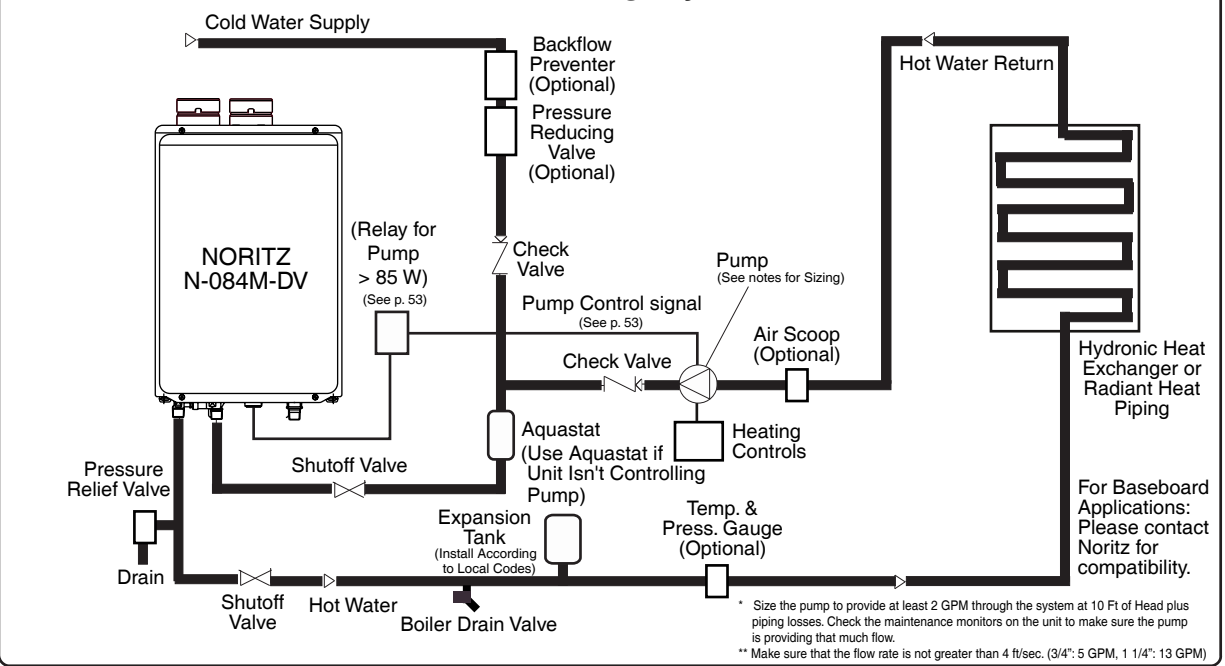 Cold Water Supply
Backflow
Preventer
(Optional)
Pressure
Reducing
Valve
(Optional)
Hot Water Return
NORITZ
N-084M-DV
(Relay for
Pump
> 85 W)
(See p. 53)
Check
Valve
Pump
(See notes for Sizing)
Pump Control signal
(See p. 53)
Check Valve
Air Scoop
(Optional)
Hydronic Heat
Exchanger or
Radiant Heat
Piping
Aquastat
(Use Aquastat if
Unit Isn't Controlling
Pump)
Heating
Controls
Shutoff Valve
Pressure
Relief Valve
Drain
Expansion
Tank
(Install According
to Local Codes)
Temp. &
Press. Gauge
(Optional)
For Baseboard
Applications:
Please contact
Noritz for
compatibility.
Shutoff
Valve
Hot Water
Boiler Drain Valve
* Size the pump to provide at least 2 GPM through the system at 10 Ft of Head plus
piping losses. Check the maintenance monitors on the unit to make sure the pump
is providing that much flow.
** Make sure that the flow rate is not greater than 4 ft/sec. (3/4": 5 GPM, 1 1/4": 13 GPM)